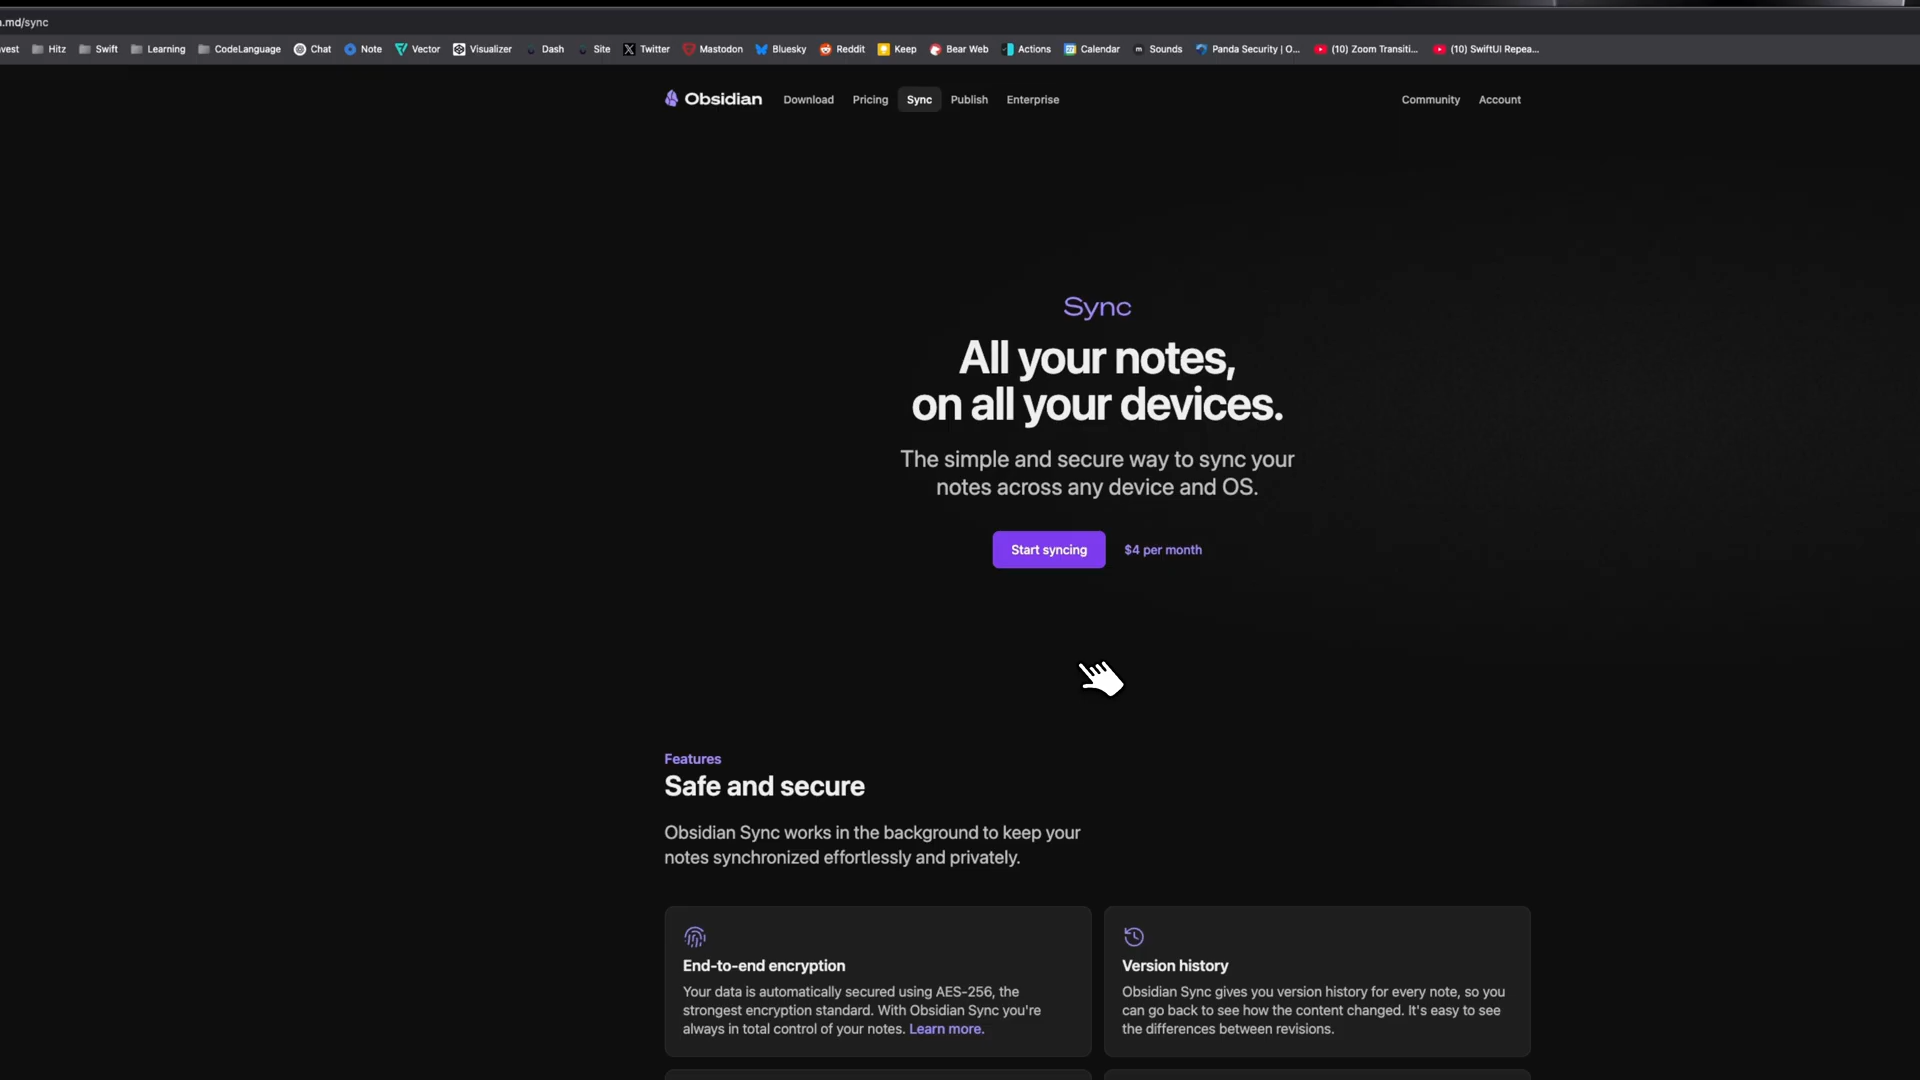 .md/sync
vest Hitz Swift Learning CodeLanguage Chat Note Vector Visualizer Dash Site Twitter Mastodon Bluesky Reddit Keep Bear Web Actions Calendar Sounds Panda Security | O... (10) Zoom Transiti... (10) SwiftUI Repea...
Obsidian Download Pricing Sync Publish Enterprise Community Account
Sync
All your notes,
on all your devices.
The simple and secure way to sync your
notes across any device and OS.
Start syncing $4 per month
Features
Safe and secure
Obsidian Sync works in the background to keep your
notes synchronized effortlessly and privately.
End-to-end encryption
Your data is automatically secured using AES-256, the
strongest encryption standard. With Obsidian Sync you're
always in total control of your notes. Learn more.
Version history
Obsidian Sync gives you version history for every note, so you
can go back to see how the content changed. It's easy to see
the differences between revisions.